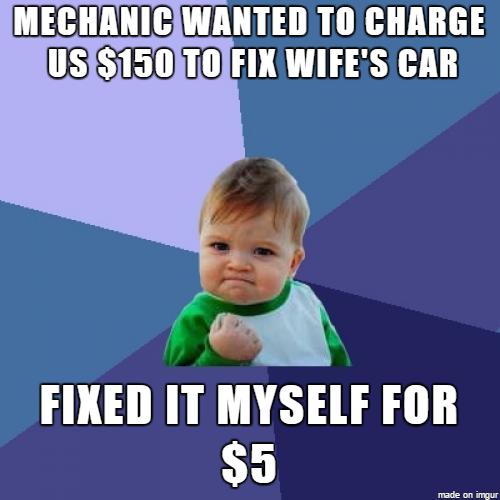 MECHANIC WANTED TO CHARGE
US $150 TO FIX WIFE'S CAR
FIXED IT MYSELF FOR
$5
made on imgur